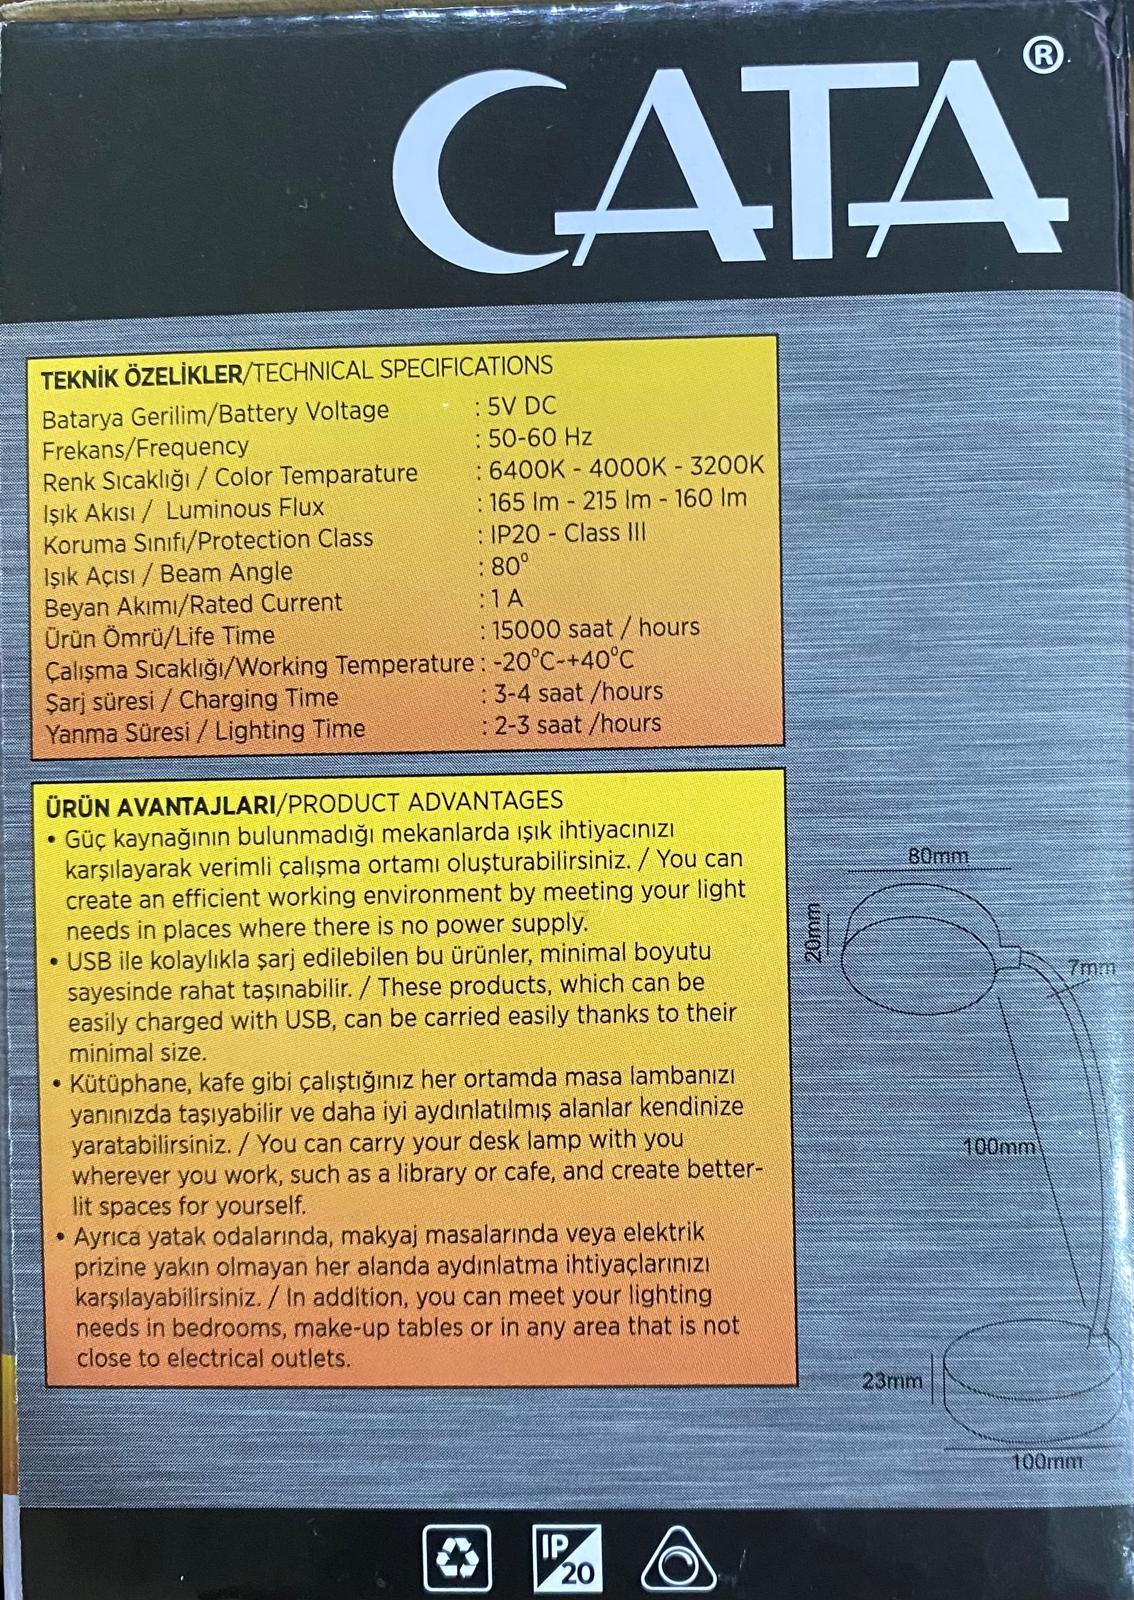 CATA®
TEKNİK ÖZELİKLER/TECHNICAL SPECIFICATIONS
Batarya Gerilim/Battery Voltage : 5V DC
Frekans/Frequency : 50-60 Hz
Renk Sıcaklığı / Color Temparature : 6400K - 4000K - 3200K
Işık Akısı / Luminous Flux : 165 lm - 215 lm - 160 lm
Koruma Sınıfı/Protection Class : IP20 - Class III
Işık Açısı / Beam Angle : 80°
Beyan Akımı/Rated Current : 1 A
Ürün Ömrü/Life Time : 15000 saat / hours
Çalışma Sıcaklığı/Working Temperature : -20°C-+40°C
Şarj süresi / Charging Time : 3-4 saat /hours
Yanma Süresi / Lighting Time : 2-3 saat /hours
ÜRÜN AVANTAJLARI/PRODUCT ADVANTAGES
• Güç kaynağının bulunmadığı mekanlarda ışık ihtiyacınızı
karşılayarak verimli çalışma ortamı oluşturabilirsiniz. / You can
create an efficient working environment by meeting your light
needs in places where there is no power supply.
• USB ile kolaylıkla şarj edilebilen bu ürünler, minimal boyutu
sayesinde rahat taşınabilir. / These products, which can be
easily charged with USB, can be carried easily thanks to their
minimal size.
• Kütüphane, kafe gibi çalıştığınız her ortamda masa lambanızı
yanınızda taşıyabilir ve daha iyi aydınlatılmış alanlar kendinize
yaratabilirsiniz. / You can carry your desk lamp with you
wherever you work, such as a library or cafe, and create better-
lit spaces for yourself.
• Ayrıca yatak odalarında, makyaj masalarında veya elektrik
prizine yakın olmayan her alanda aydınlatma ihtiyaçlarınızı
karşılayabilirsiniz. / In addition, you can meet your lighting
needs in bedrooms, make-up tables or in any area that is not
close to electrical outlets.
80mm
20mm
7mm
100mm
23mm
100mm
IP
20